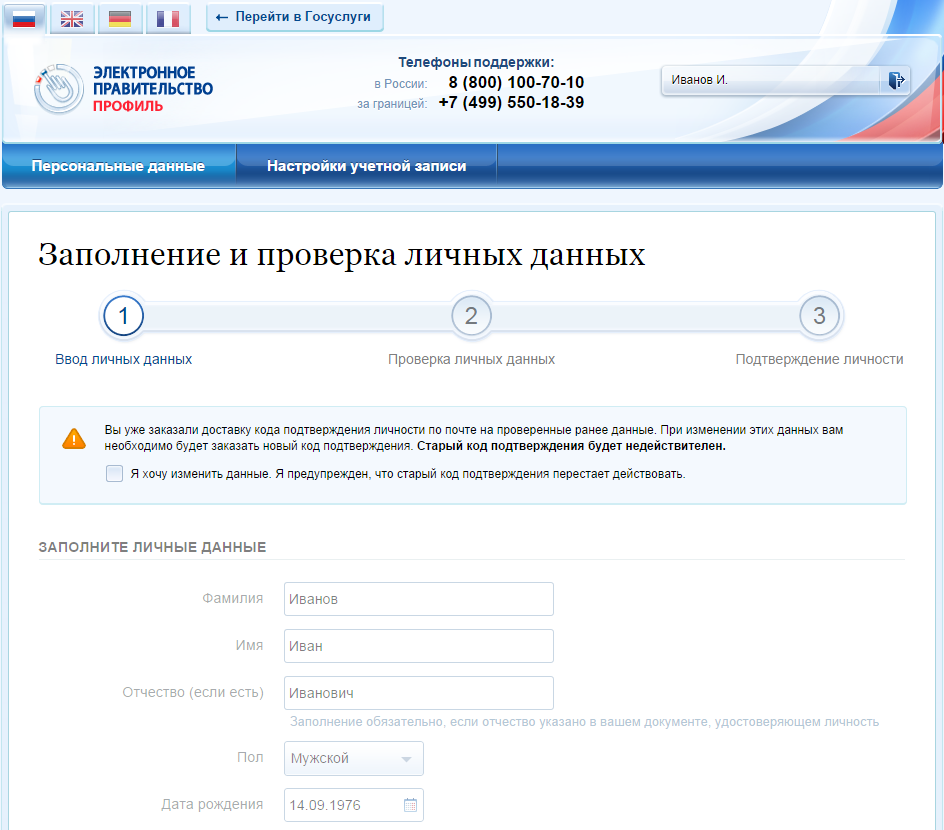 ← Перейти в Госуслуги
ЭЛЕКТРОННОЕ
ПРАВИТЕЛЬСТВО
ПРОФИЛЬ
Телефоны поддержки:
в России: 8 (800) 100-70-10
за границей: +7 (499) 550-18-39
Иванов И.
Персональные данные
Настройки учетной записи
Заполнение и проверка личных данных
1 2 3
Ввод личных данных Проверка личных данных Подтверждение личности
Вы уже заказали доставку кода подтверждения личности по почте на проверенные ранее данные. При изменении этих данных вам
необходимо будет заказать новый код подтверждения. Старый код подтверждения будет недействителен.
Я хочу изменить данные. Я предупрежден, что старый код подтверждения перестает действовать.
ЗАПОЛНИТЕ ЛИЧНЫЕ ДАННЫЕ
Фамилия Иванов
Имя Иван
Отчество (если есть) Иванович
Заполнение обязательно, если отчество указано в вашем документе, удостоверяющем личность
Пол Мужской
Дата рождения 14.09.1976